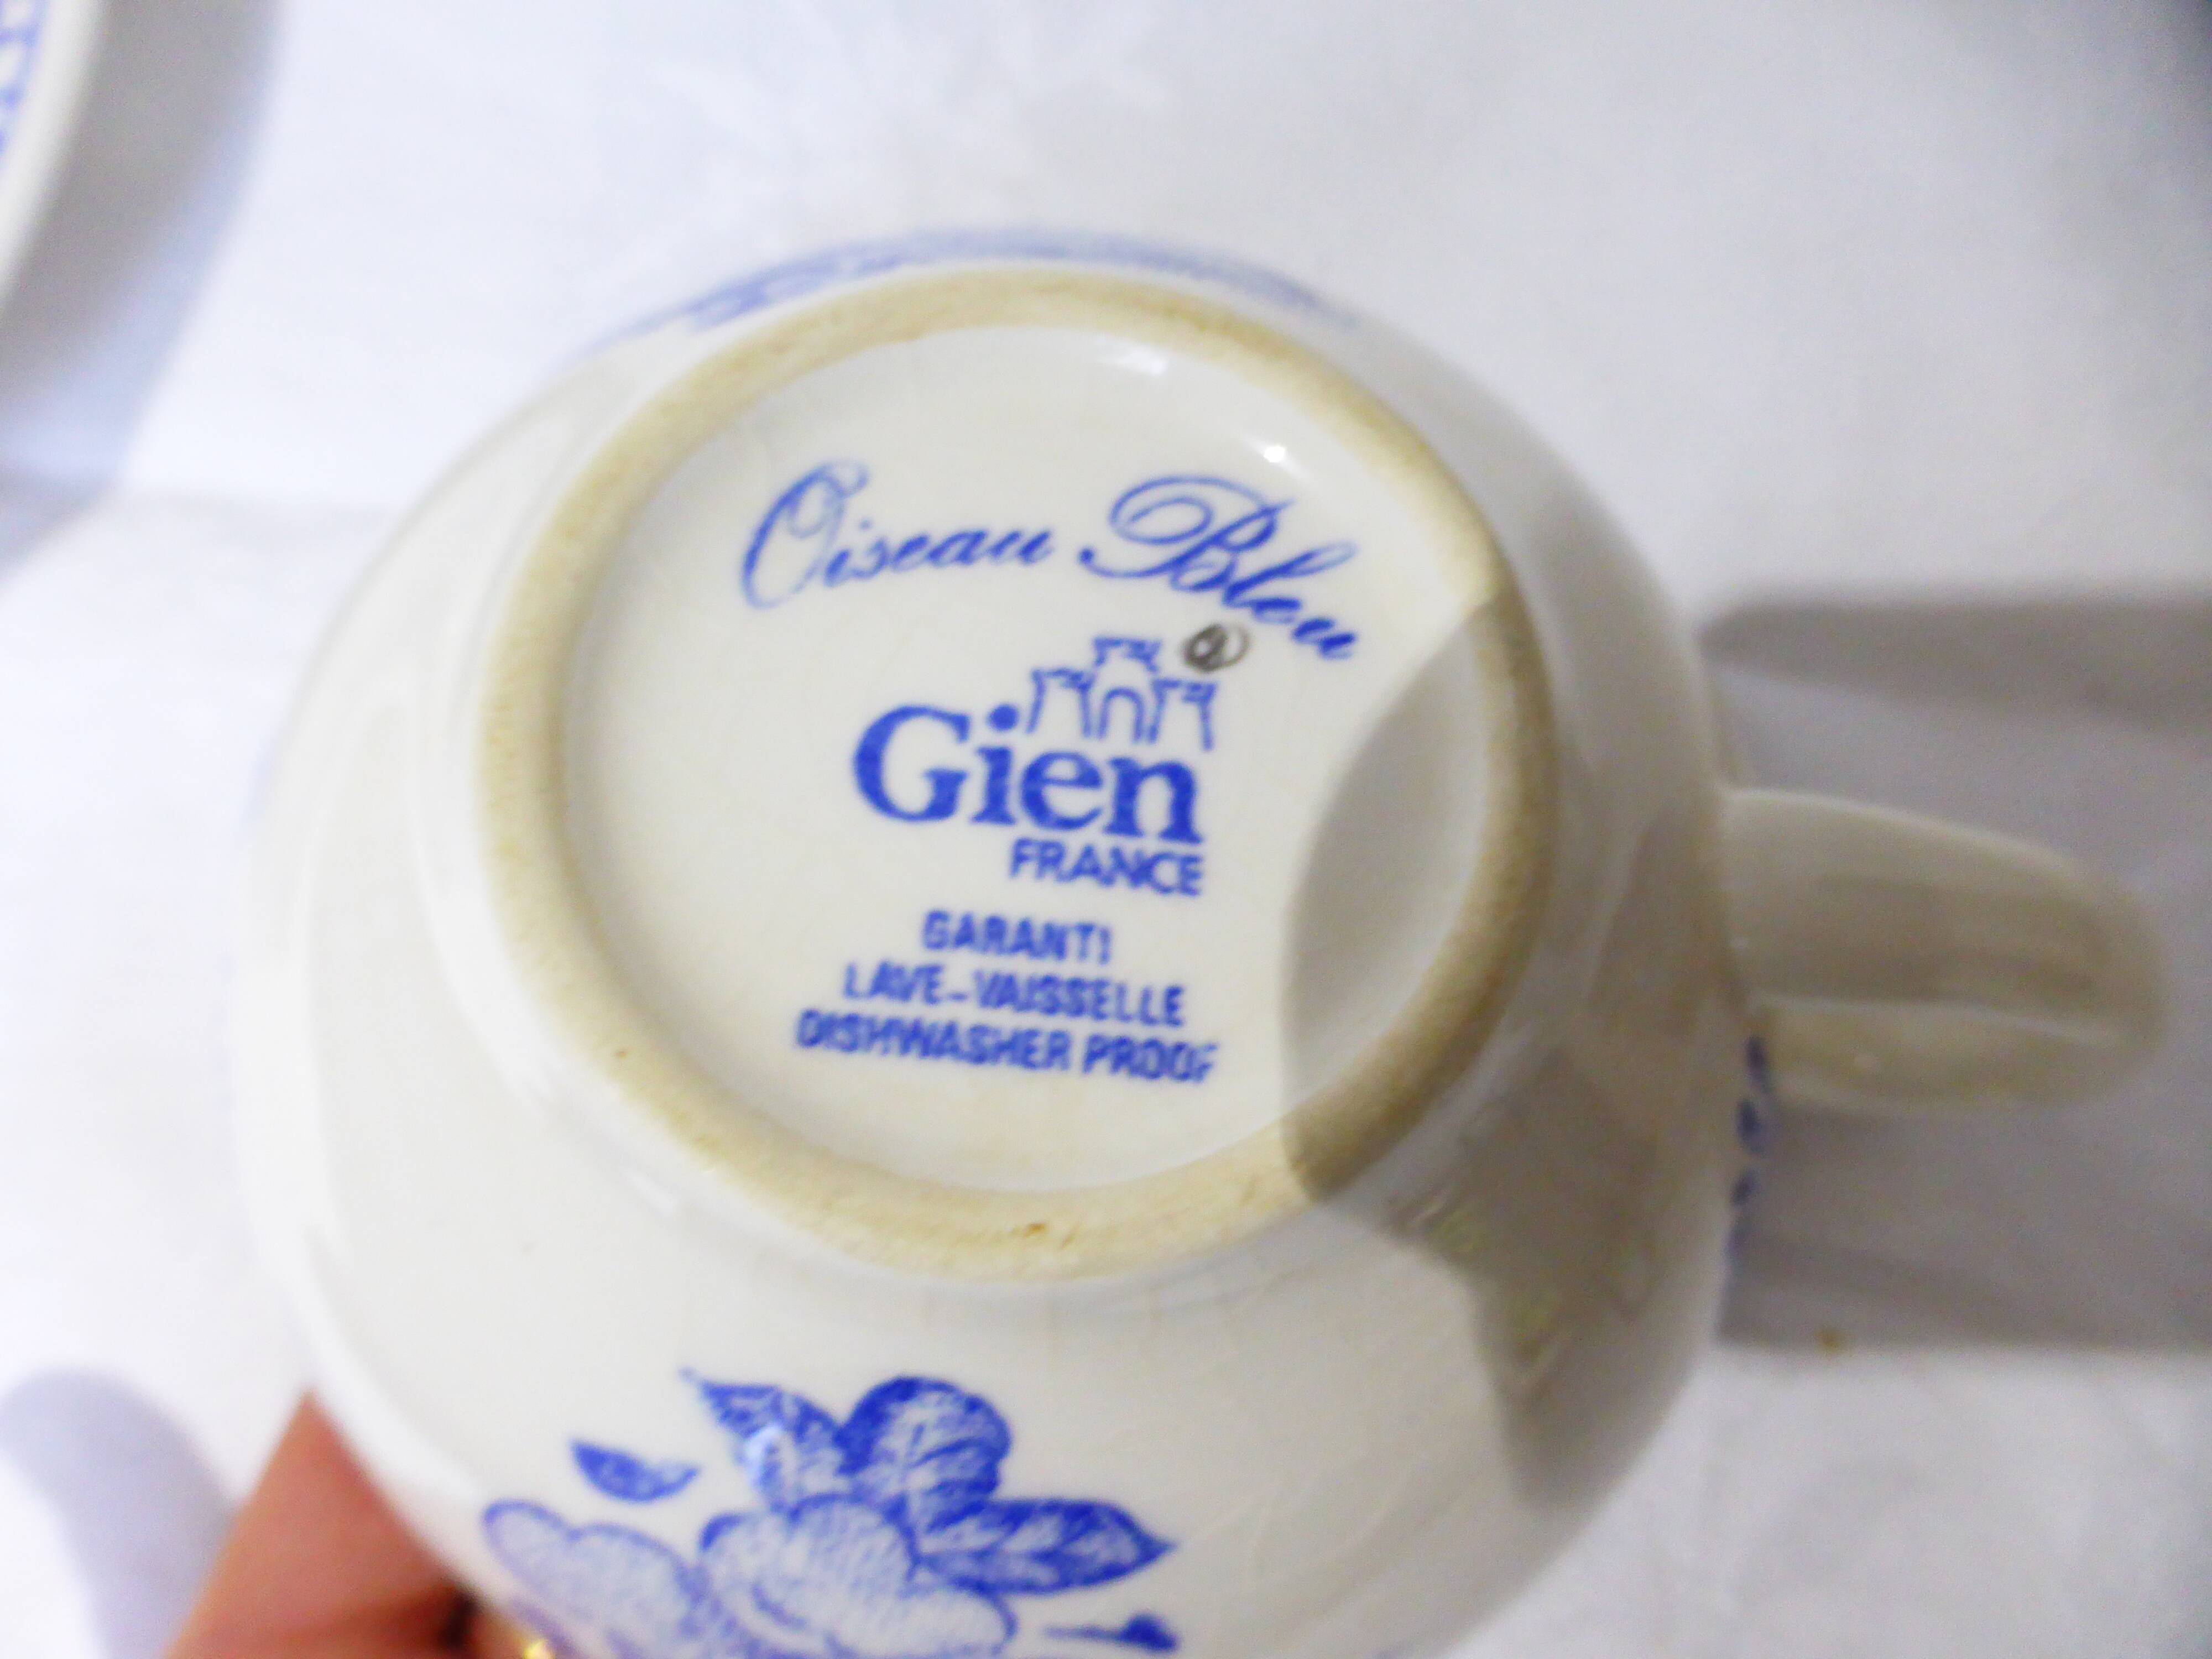 Oiseau Bleu
Gien
FRANCE
GARANTI
LAVE-VAISSELLE
DISHWASHER PROOF